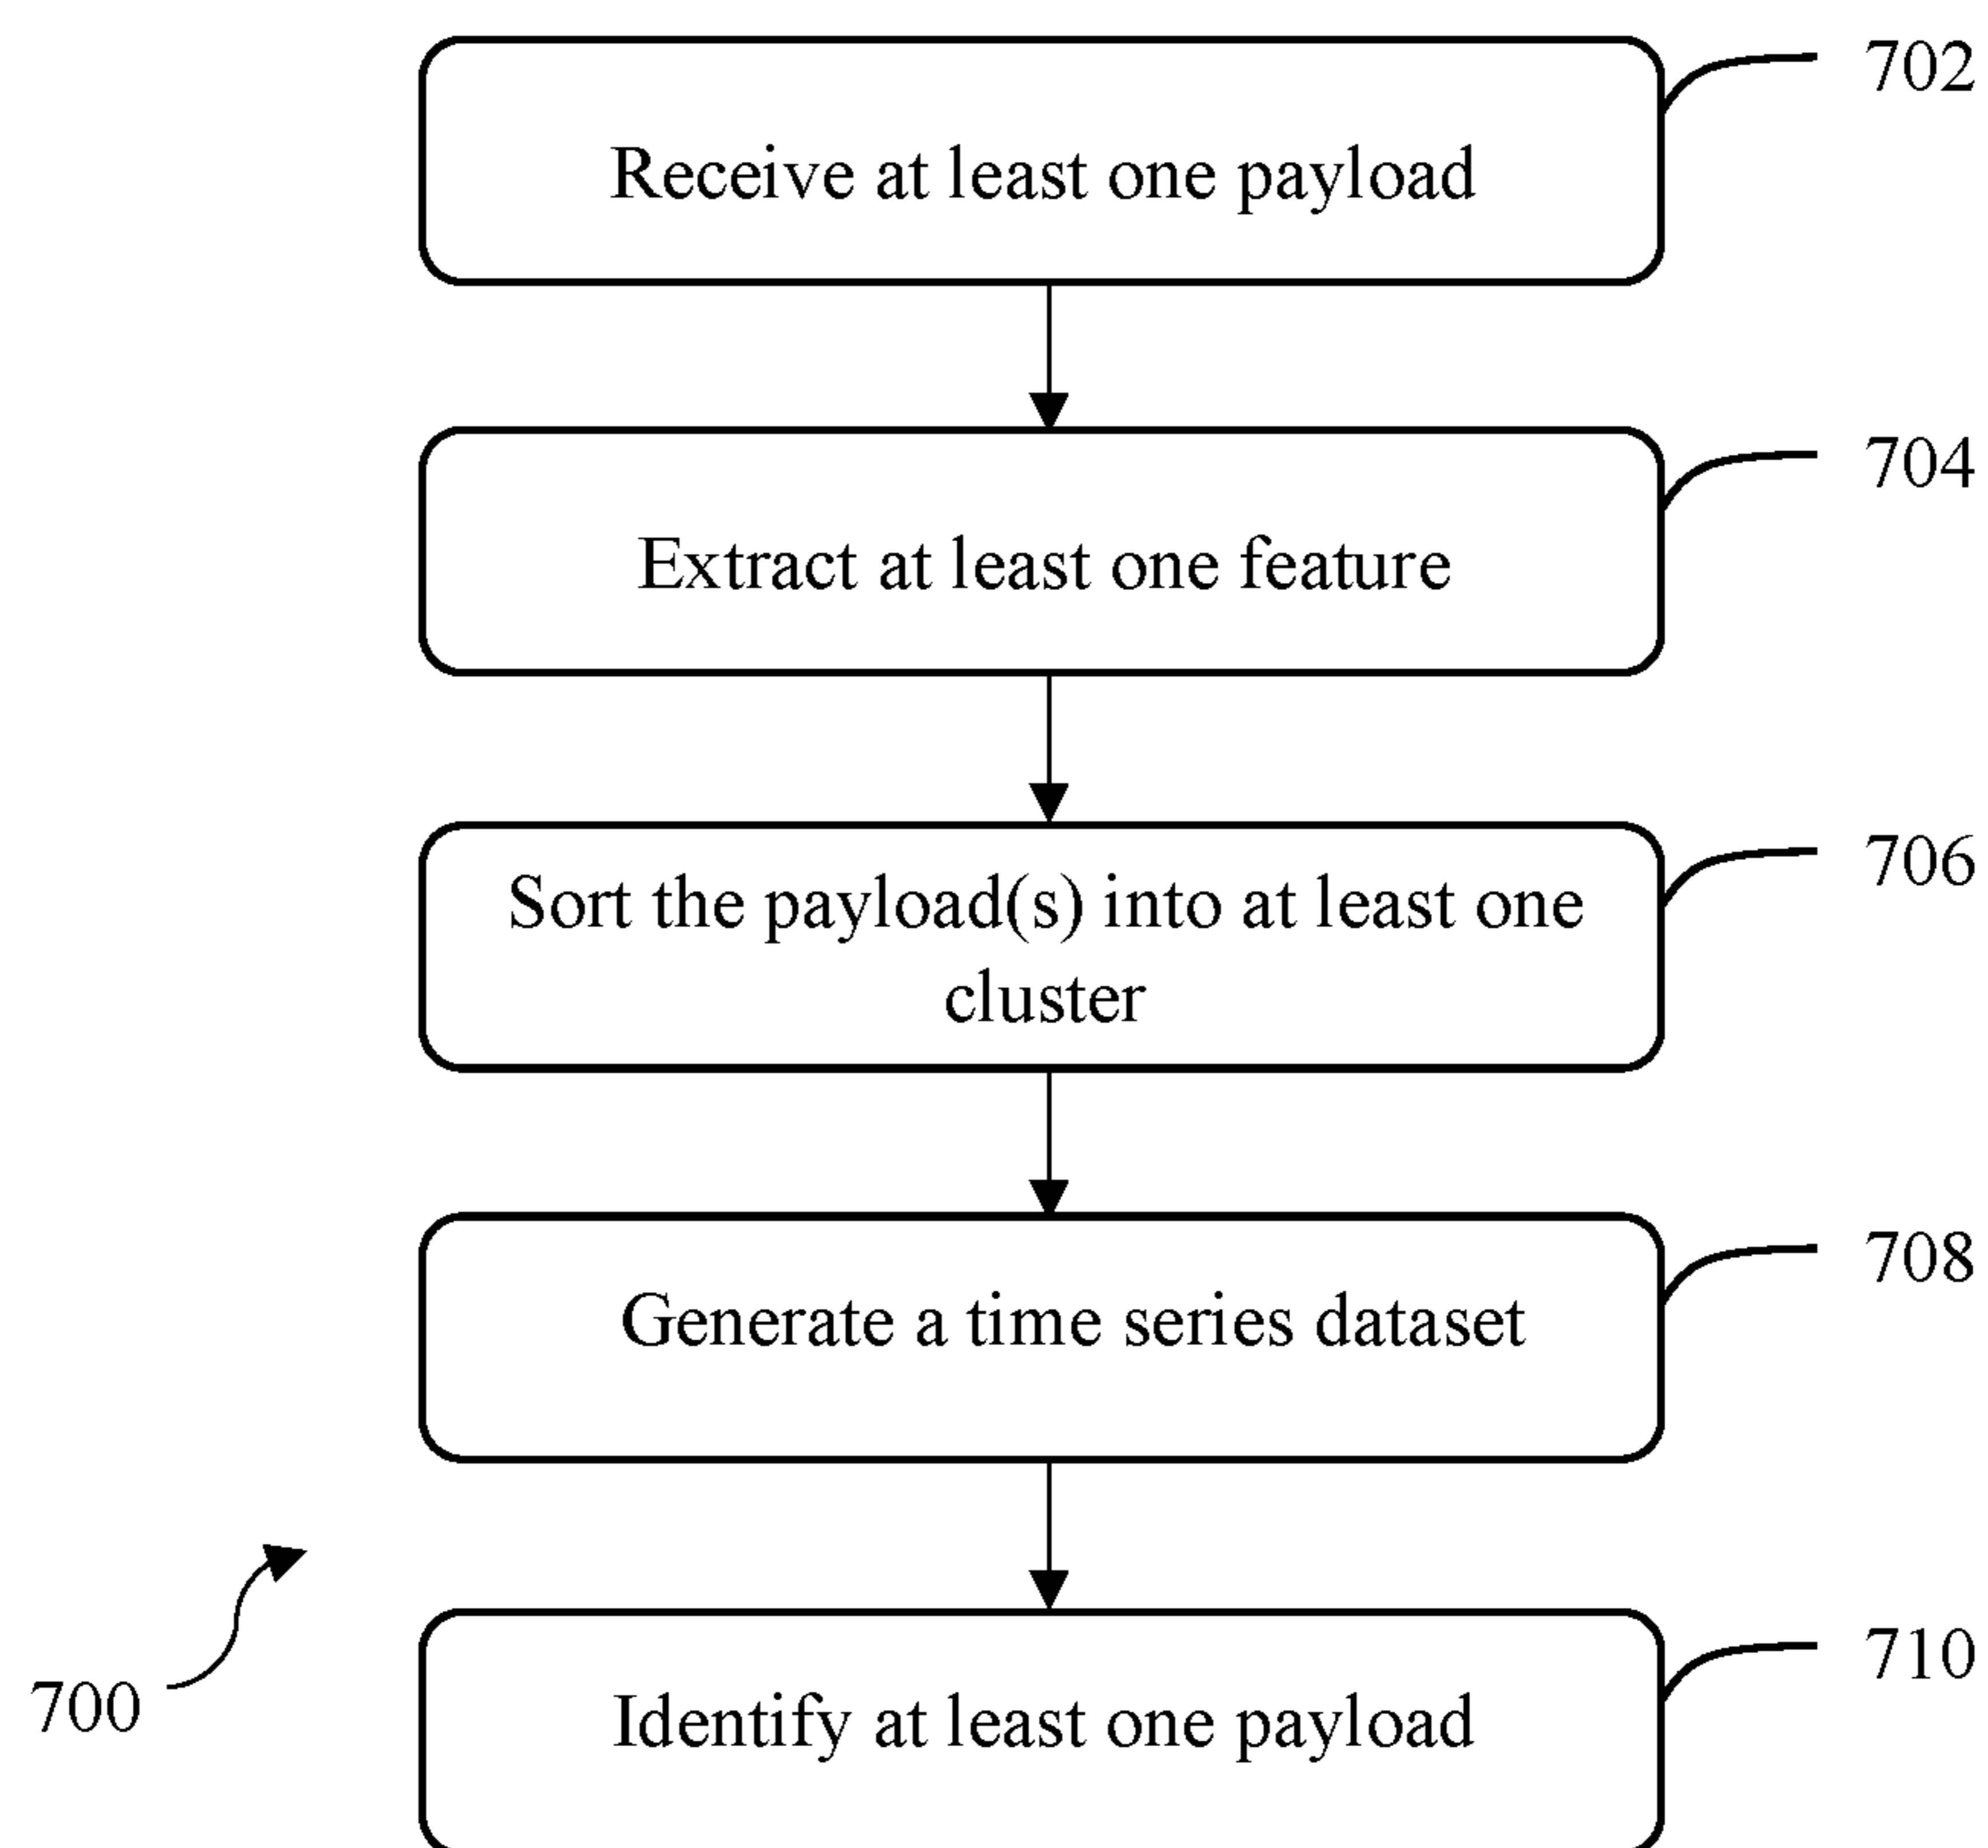 702
Receive at least one payload
704
Extract at least one feature
706
Sort the payload(s) into at least one
cluster
708
Generate a time series dataset
710
Identify at least one payload
700